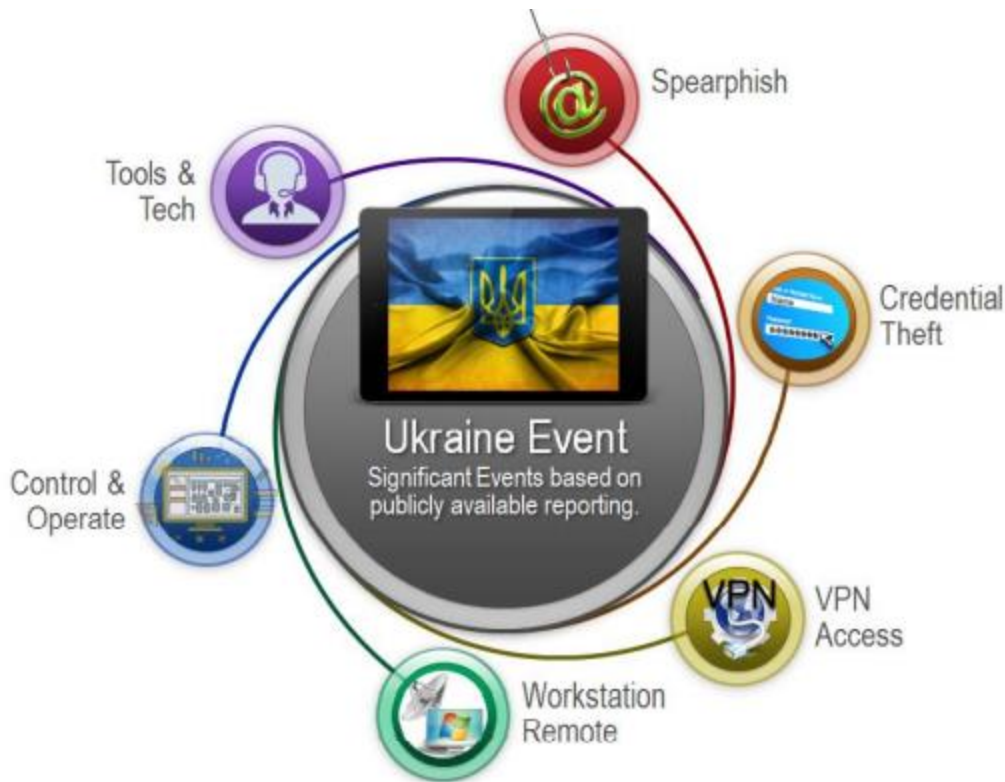 Spearphish
Tools &
Tech
Credential
Theft
Name
Ukraine Event
Significant Events based on
publicly available reporting.
Control &
Operate
VPN
VPN
Access
Workstation
Remote